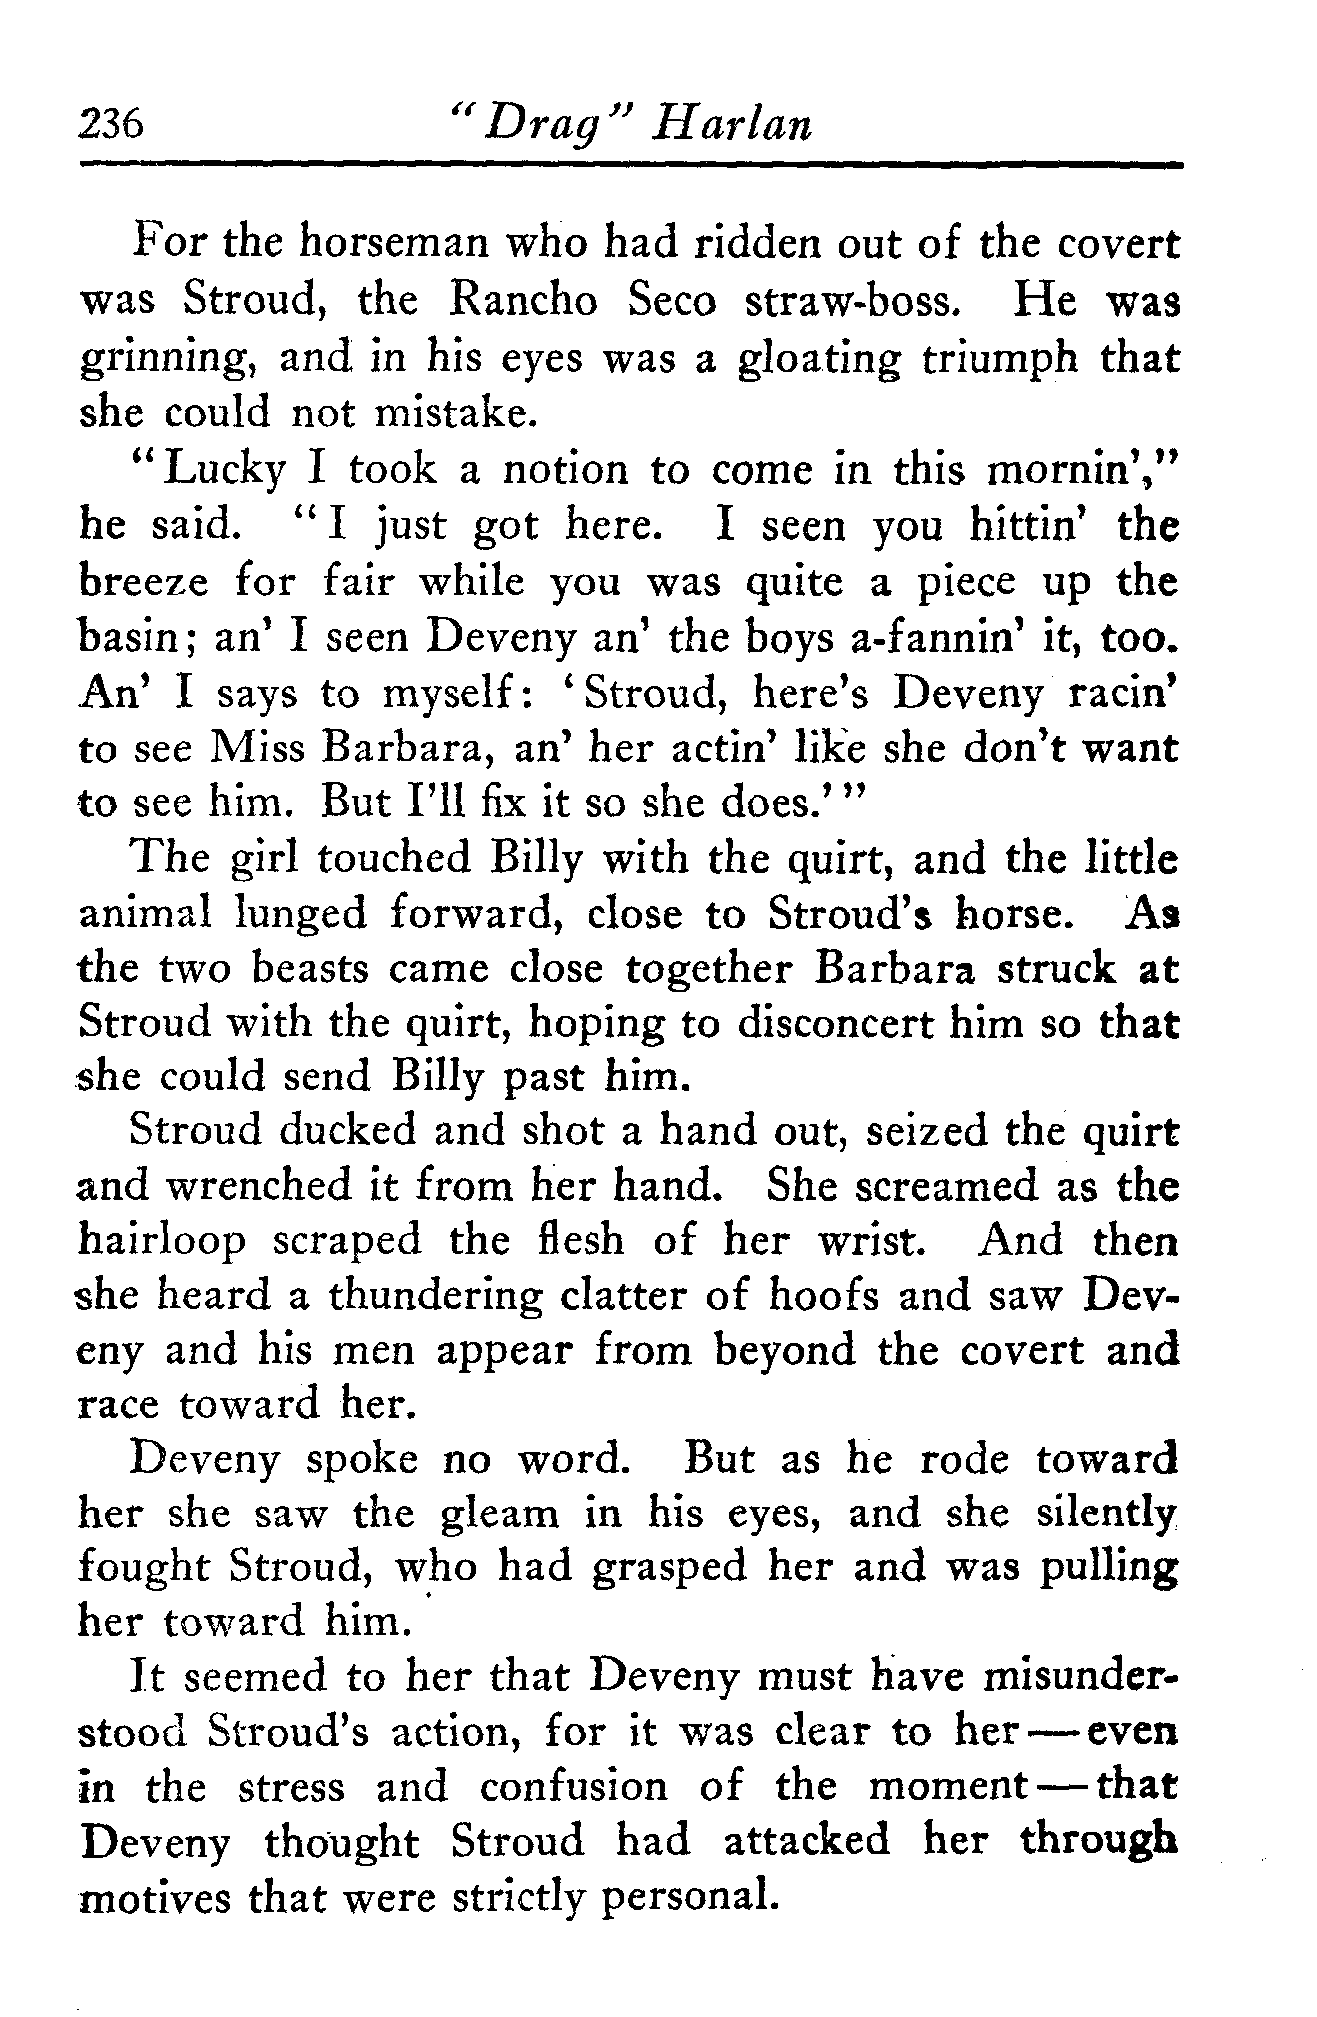 236 "Drag" Harlan
For the horseman who had ridden out of the covert
was Stroud, the Rancho Seco straw-boss. He was
grinning, and in his eyes was a gloating triumph that
she could not mistake.
"Lucky I took a notion to come in this mornin',"
he said. "I just got here. I seen you hittin' the
breeze for fair while you was quite a piece up the
basin; an' I seen Deveny an' the boys a-fannin' it, too.
An' I says to myself: 'Stroud, here's Deveny racin'
to see Miss Barbara, an' her actin' like she don't want
to see him. But I'll fix it so she does.'"
The girl touched Billy with the quirt, and the little
animal lunged forward, close to Stroud's horse. As
the two beasts came close together Barbara struck at
Stroud with the quirt, hoping to disconcert him so that
she could send Billy past him.
Stroud ducked and shot a hand out, seized the quirt
and wrenched it from her hand. She screamed as the
hairloop scraped the flesh of her wrist. And then
she heard a thundering clatter of hoofs and saw Dev-
eny and his men appear from beyond the covert and
race toward her.
Deveny spoke no word. But as he rode toward
her she saw the gleam in his eyes, and she silently
fought Stroud, who had grasped her and was pulling
her toward him.
It seemed to her that Deveny must have misunder-
stood Stroud's action, for it was clear to her—even
in the stress and confusion of the moment—that
Deveny thought Stroud had attacked her through
motives that were strictly personal.